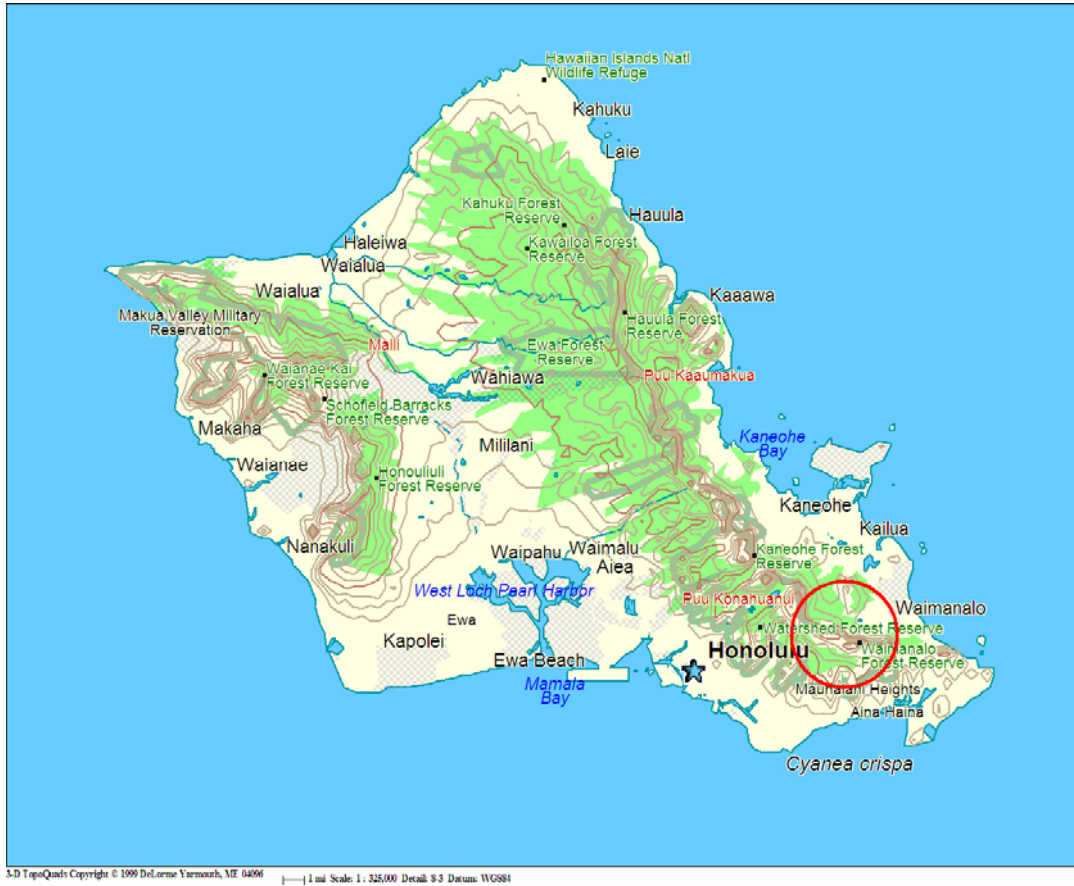 Hawaiian Islands Natl
Wildlife Refuge
Kahuku
Laie
Kahuku Forest
Reserve
Hauula
Kawailoa Forest
Reserve
Haleiwa
Waialua
Waialua
Kaaawa
Makua Valley Military
Reservation
Hauula Forest
Reserve
Maili
Ewa Forest
Reserve
Waianae Kai
Forest Reserve
Wahiawa
Puu Kaaumakua
Schofield Barracks
Forest Reserve
Makaha
Mililani
Kaneohe
Bay
Waianae
Honouliuli
Forest Reserve
Kaneohe
Kailua
Nanakuli
Waipahu
Waimalu
Aiea
Kaneohe Forest
Reserve
West Loch Pearl Harbor
Puu Konahuanui
Waimanalo
Ewa
Kapolei
Watershed Forest Reserve
Honolulu
Waimanalo
Forest Reserve
Ewa Beach
Mamala
Bay
Maunalani Heights
Aina Haina
Cyanea crispa
3-D TopoQuads Copyright © 1999 DeLorme Yarmouth, ME 04096
1 mi Scale: 1 : 325,000 Detail: 8-3 Datum: WGS84